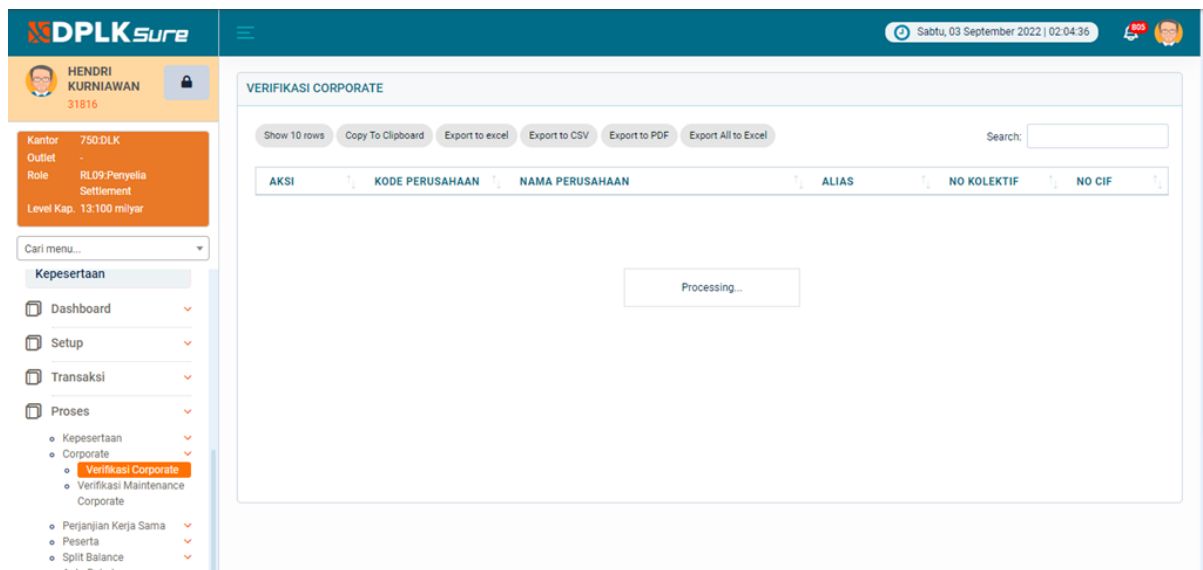 DPLK Sure
Sabtu, 03 September 2022 | 02:04:36
805
HENDRI
KURNIAWAN
31816
Kantor 750:DLK
Outlet -
Role RL09:Penyelia
Settlement
Level Kap. 13:100 milyar
Cari menu...
Kepesertaan
Dashboard
Setup
Transaksi
Proses
Kepesertaan
Corporate
Verifikasi Corporate
Verifikasi Maintenance
Corporate
Perjanjian Kerja Sama
Peserta
Split Balance
VERIFIKASI CORPORATE
Show 10 rows Copy To Clipboard Export to excel Export to CSV Export to PDF Export All to Excel Search:
AKSI KODE PERUSAHAAN NAMA PERUSAHAAN ALIAS NO KOLEKTIF NO CIF
Processing...